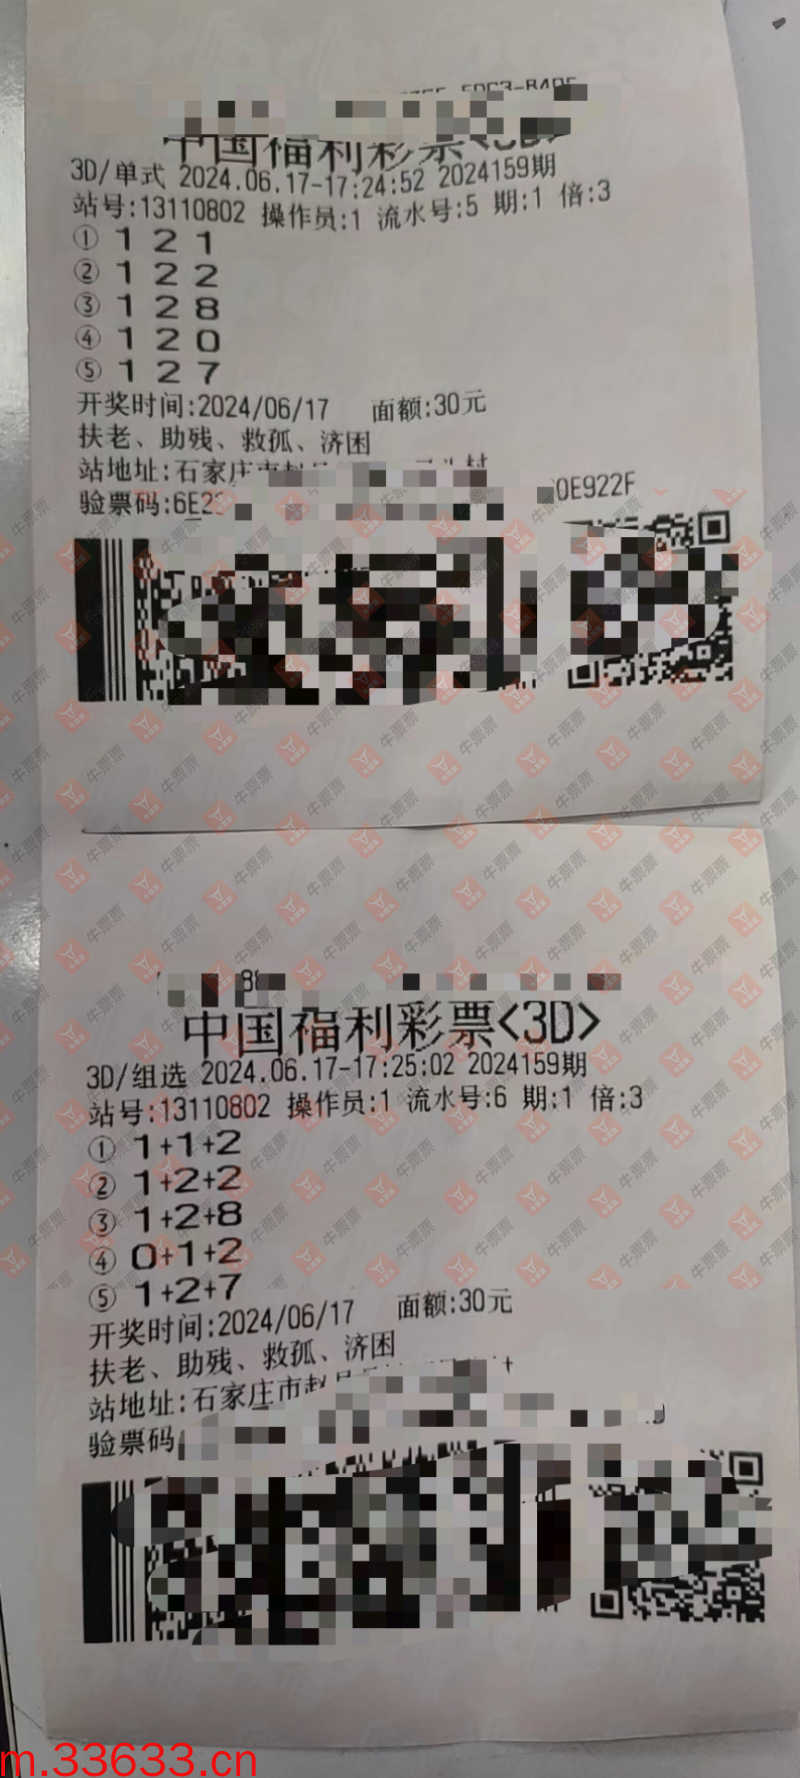 中国福利彩票<3D>
3D/单式 2024.06.17-17:24:52 2024159期
站号:13110802 操作员:1 流水号:5 期:1 倍:3
① 1 2 1
② 1 2 2
③ 1 2 8
④ 1 2 0
⑤ 1 2 7
开奖时间:2024/06/17 面额:30元
扶老、助残、救孤、济困
站地址:石家庄市赵
验票码:6E23 0E922F
中国福利彩票<3D>
3D/组选 2024.06.17-17:25:02 2024159期
站号:13110802 操作员:1 流水号:6 期:1 倍:3
① 1+1+2
② 1+2+2
③ 1+2+8
④ 0+1+2
⑤ 1+2+7
开奖时间:2024/06/17 面额:30元
扶老、助残、救孤、济困
站地址:石家庄市赵
验票码
牛票票
m.33633.cn